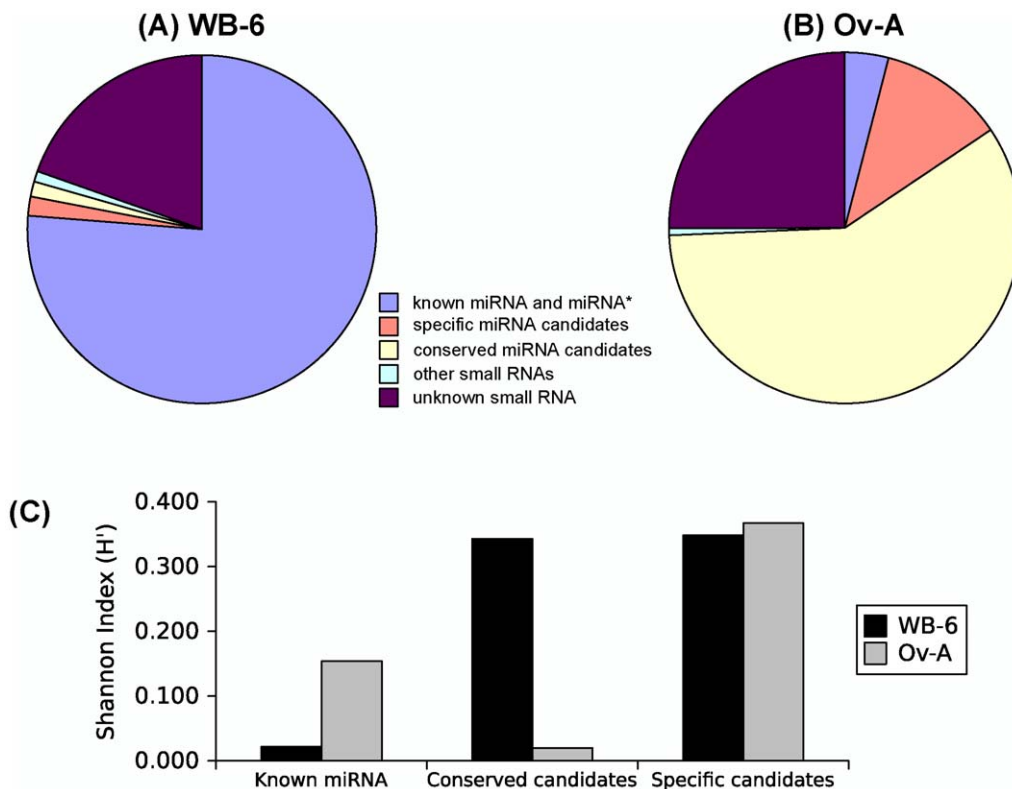 (A) WB-6
(B) Ov-A
known miRNA and miRNA*
specific miRNA candidates
conserved miRNA candidates
other small RNAs
unknown small RNA
(C)
Shannon Index (H')
0.400
0.300
0.200
0.100
0.000
Known miRNA
Conserved candidates
Specific candidates
WB-6
Ov-A